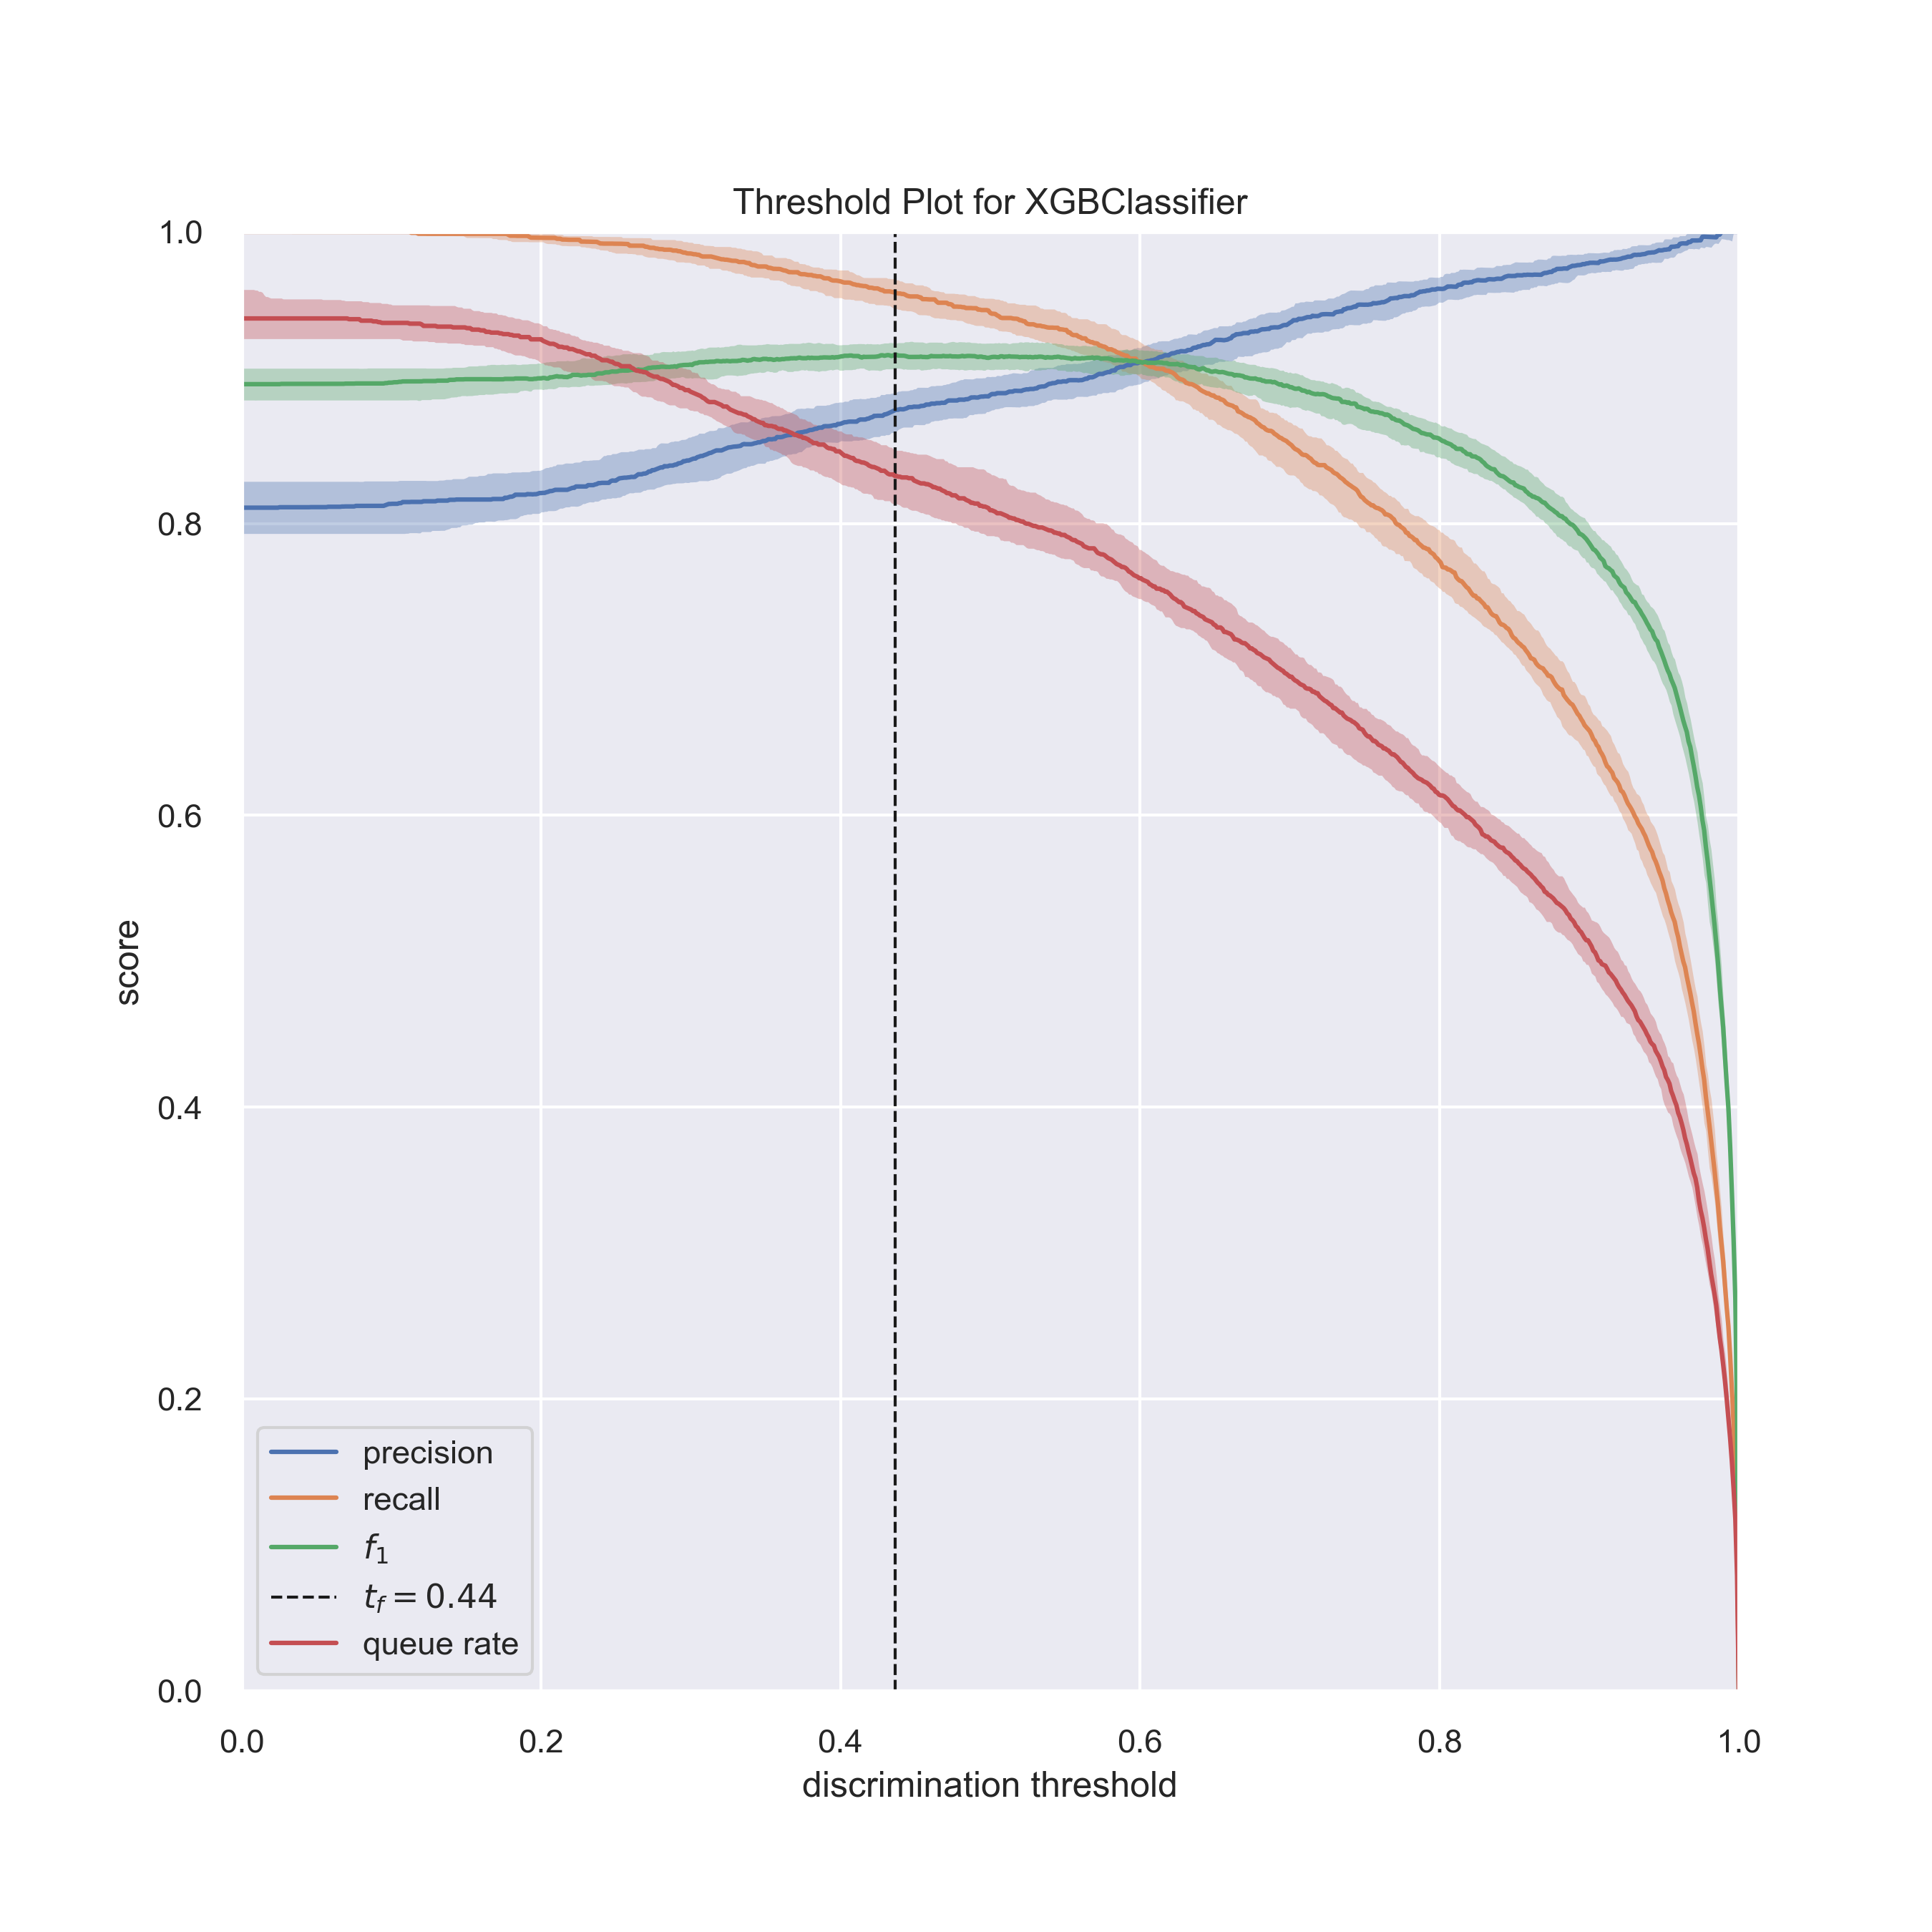 Threshold Plot for XGBClassifier
1.0
0.8
0.6
0.4
0.2
0.0
score
precision
recall
f₁
t_f = 0.44
queue rate
0.0 0.2 0.4 0.6 0.8 1.0
discrimination threshold